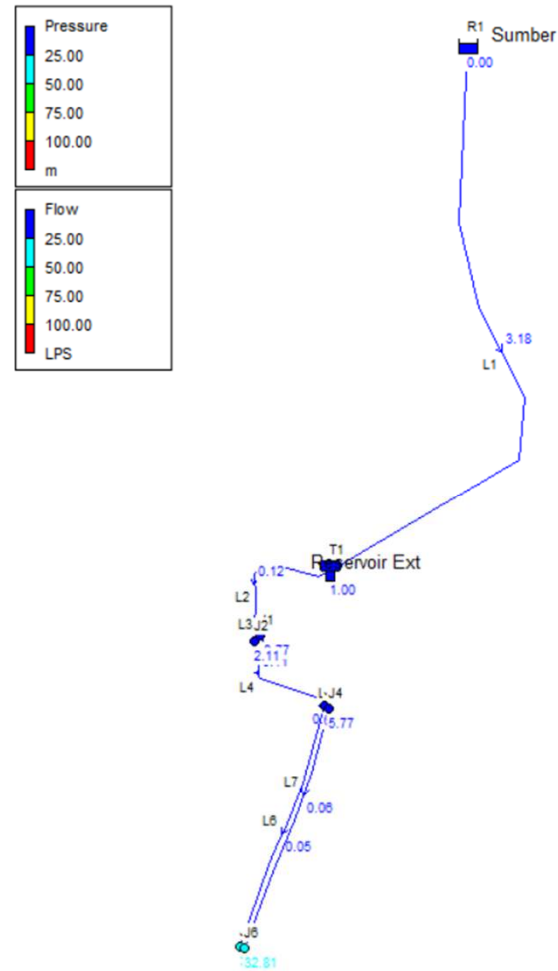 Pressure
25.00
50.00
75.00
100.00
m
Flow
25.00
50.00
75.00
100.00
LPS
R1 Sumber
0.00
3.18
L1
T1
Reservoir Ext
0.12
1.00
L2
L3
J2
2.11
L4
J4
5.77
L7
0.06
L6
0.05
J6
32.81